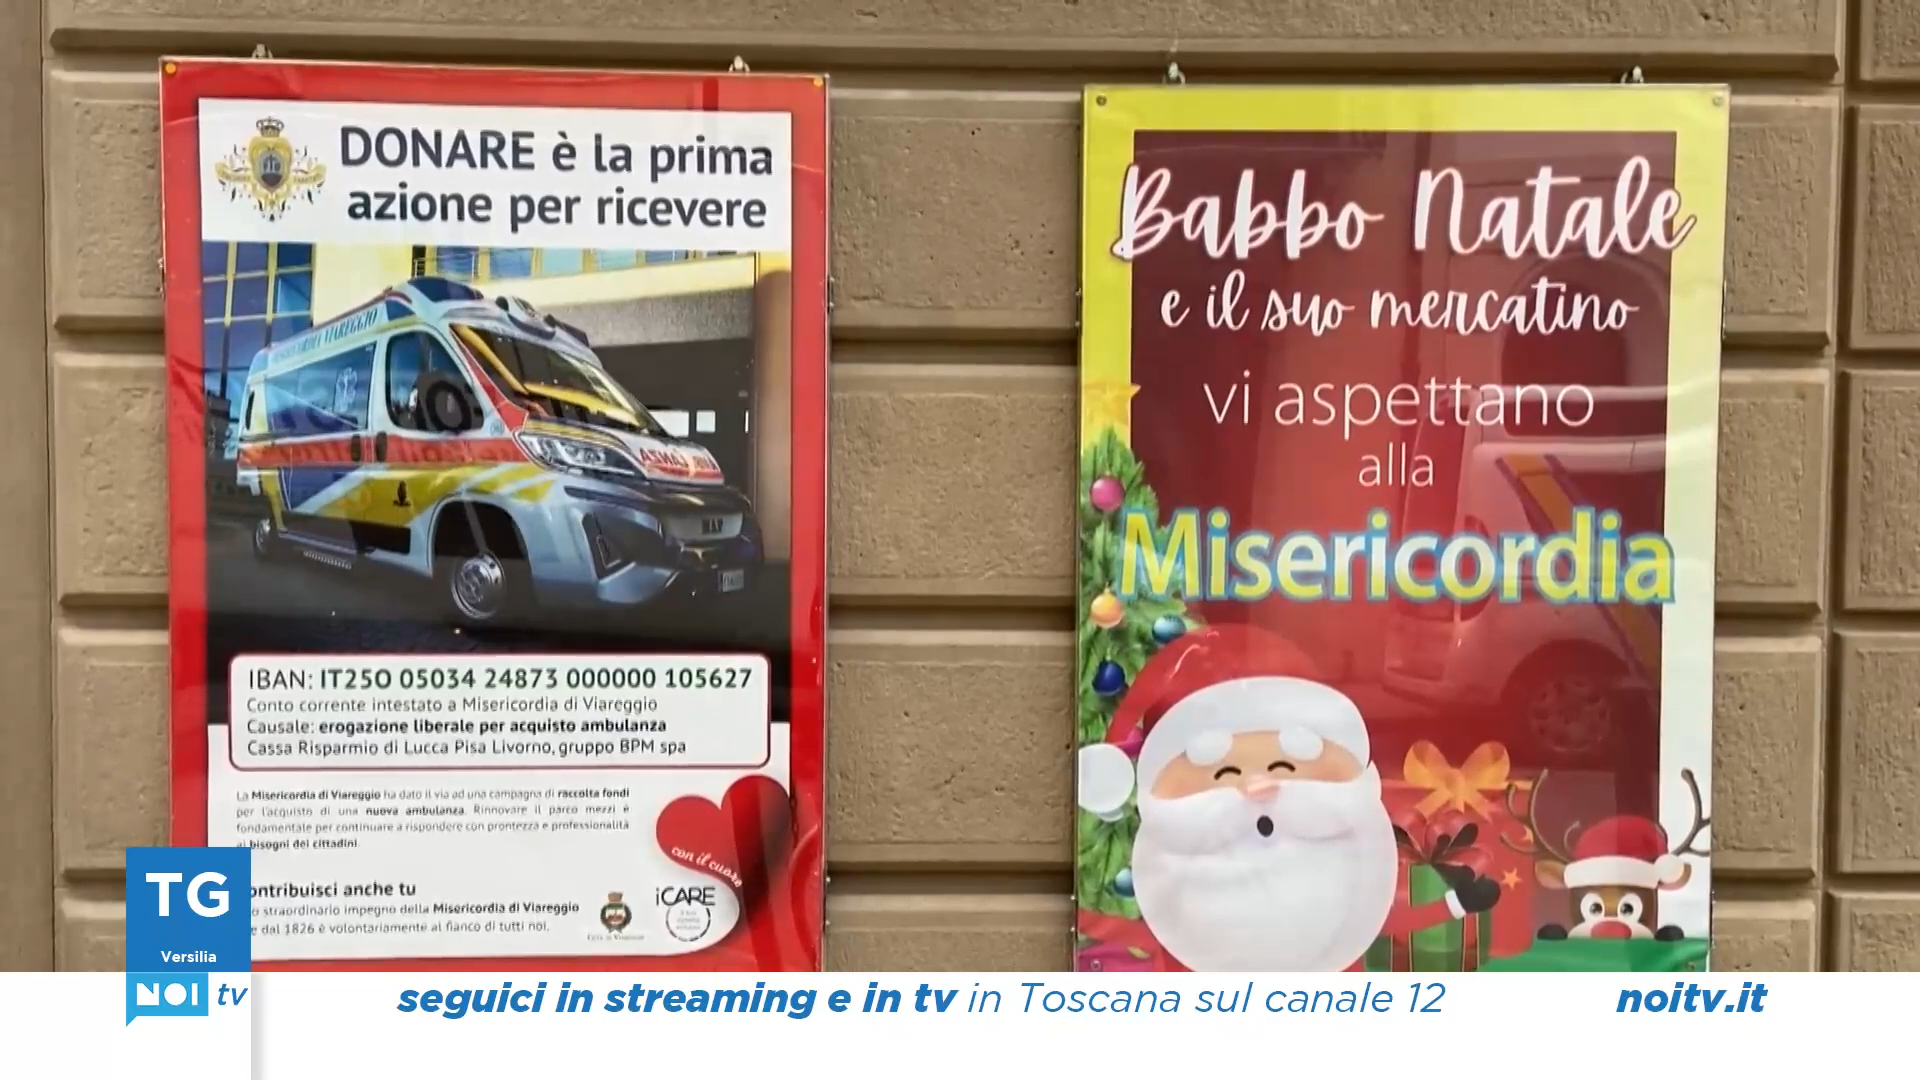 DONARE è la prima
azione per ricevere
MISERICORDIA VIAREGGIO
IBAN: IT25O 05034 24873 000000 105627
Conto corrente intestato a Misericordia di Viareggio
Causale: erogazione liberale per acquisto ambulanza
Cassa Risparmio di Lucca Pisa Livorno, gruppo BPM spa
La Misericordia di Viareggio ha dato il via ad una campagna di raccolta fondi
per l'acquisto di una nuova ambulanza. Rinnovare il parco mezzi è
fondamentale per continuare a rispondere con prontezza e professionalità
ai bisogni dei cittadini.
ontribuisci anche tu
o straordinario impegno della Misericordia di Viareggio
e dal 1826 è volontariamente al fianco di tutti noi.
con il cuore
iCARE
Babbo Natale
e il suo mercatino
vi aspettano
alla
Misericordia
TG
Versilia
NOI tv
seguici in streaming e in tv in Toscana sul canale 12
noitv.it